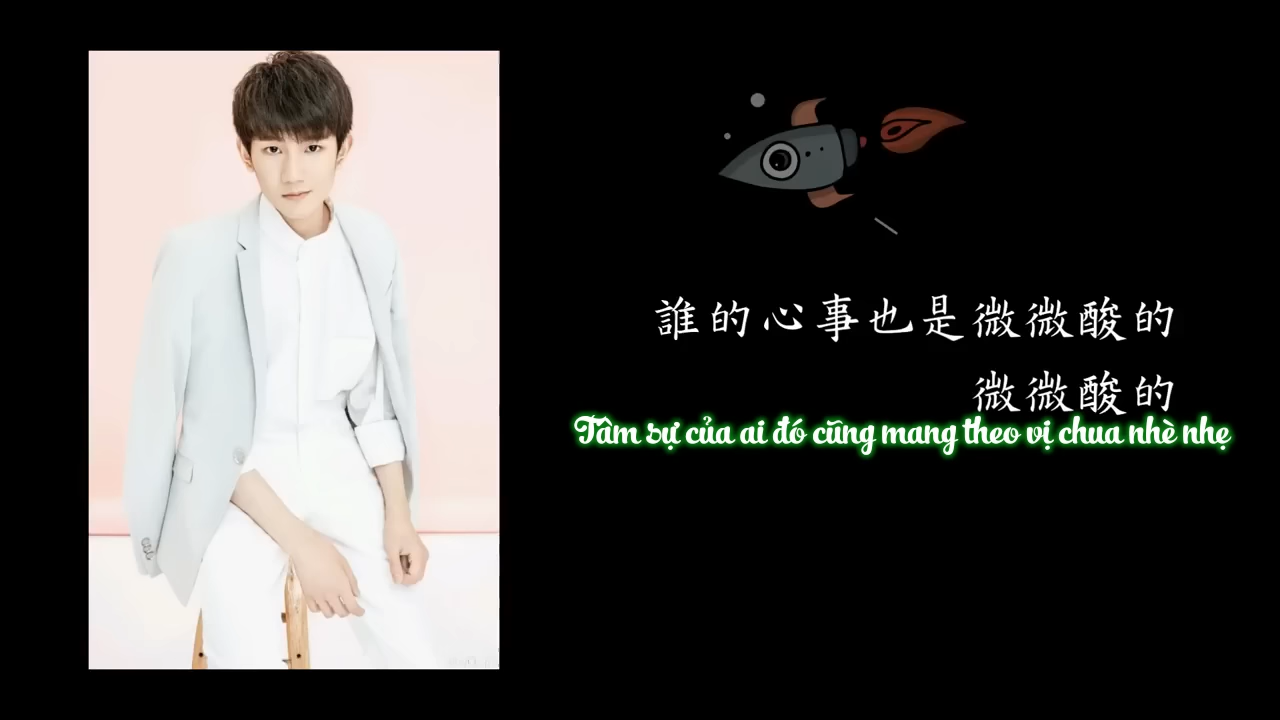 誰的心事也是微微酸的
微微酸的
Tâm sự của ai đó cũng mang theo vị chua nhè nhẹ